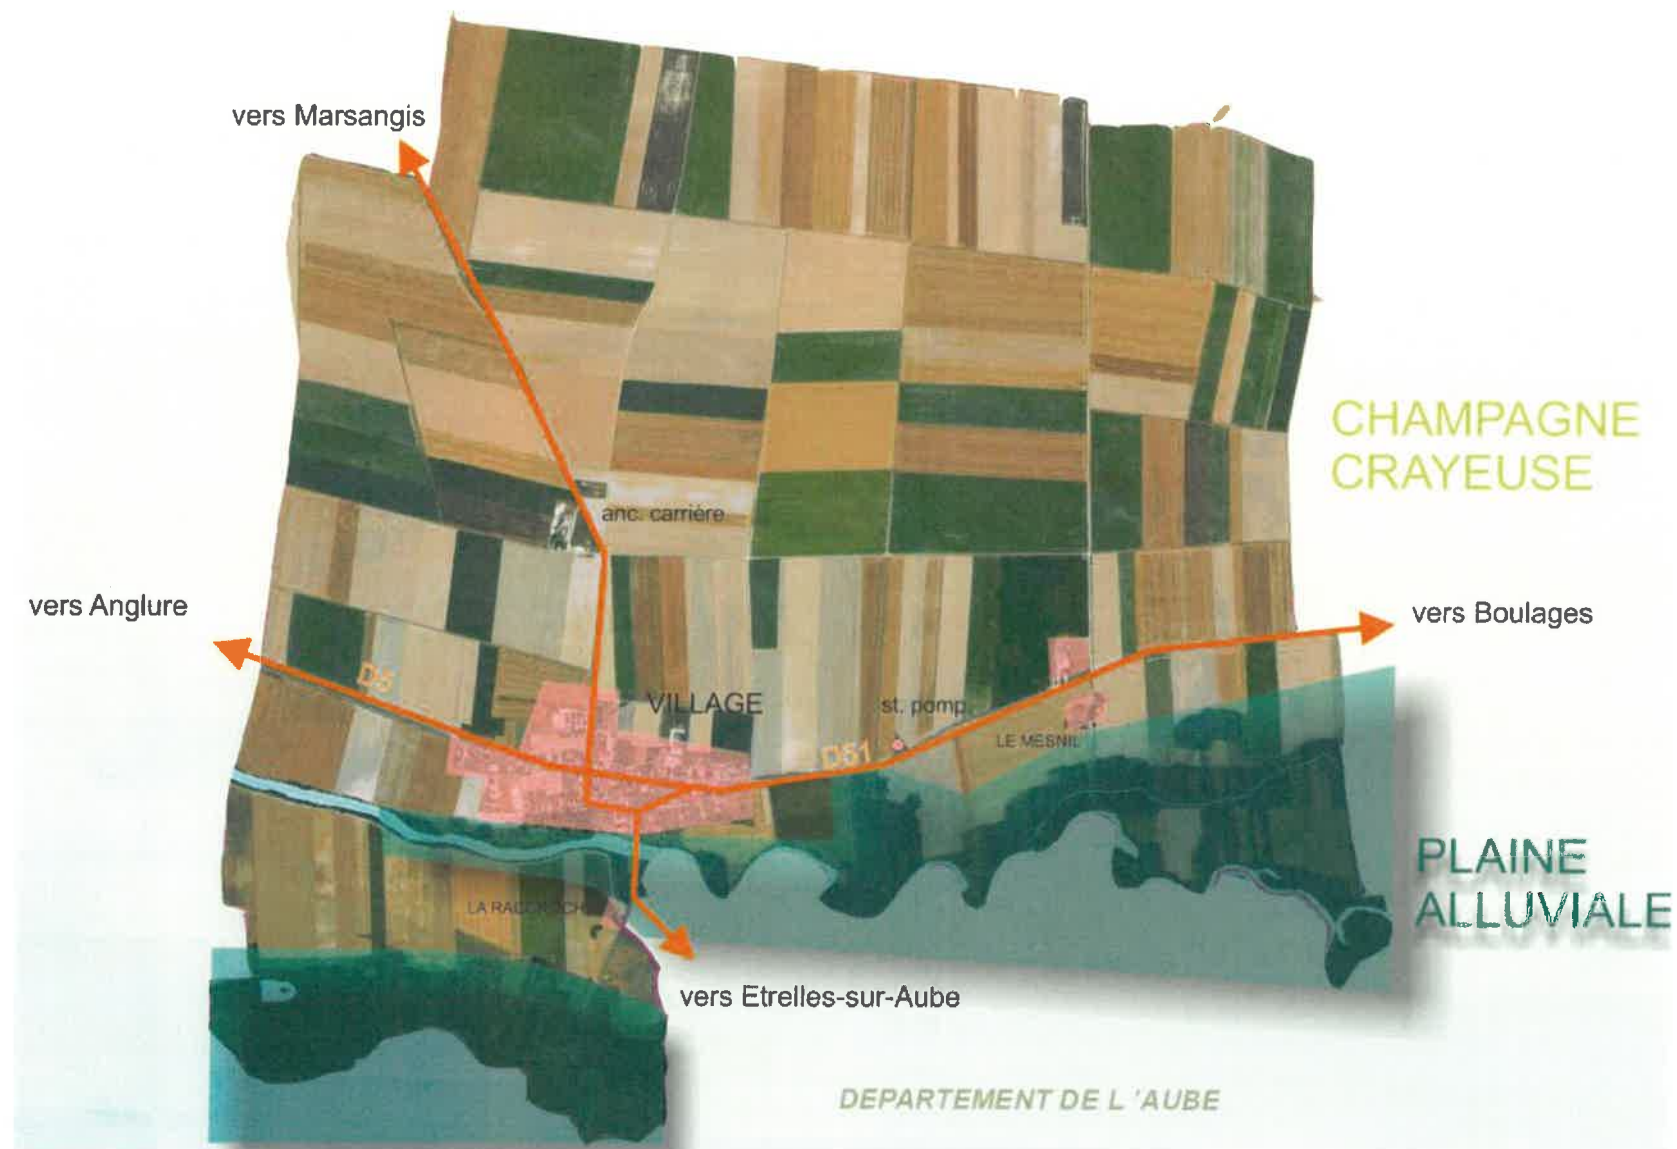 vers Marsangis
CHAMPAGNE
CRAYEUSE
anc. carrière
vers Anglure
vers Boulages
D5
VILLAGE
st. pomp.
D51
LE MESNIL
PLAINE
ALLUVIALE
LA
vers Etrelles-sur-Aube
DEPARTEMENT DE L 'AUBE